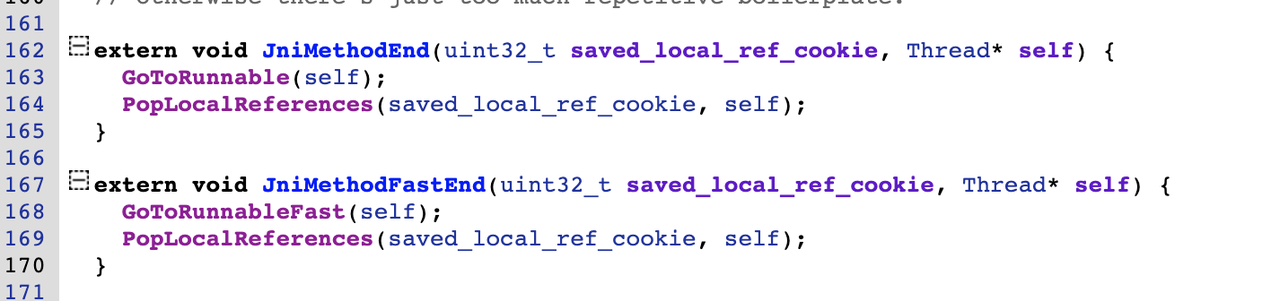 160 // Otherwise there's just too much repetitive boilerplate.
161
162 extern void JniMethodEnd(uint32_t saved_local_ref_cookie, Thread* self) {
163 GoToRunnable(self);
164 PopLocalReferences(saved_local_ref_cookie, self);
165 }
166
167 extern void JniMethodFastEnd(uint32_t saved_local_ref_cookie, Thread* self) {
168 GoToRunnableFast(self);
169 PopLocalReferences(saved_local_ref_cookie, self);
170 }
171